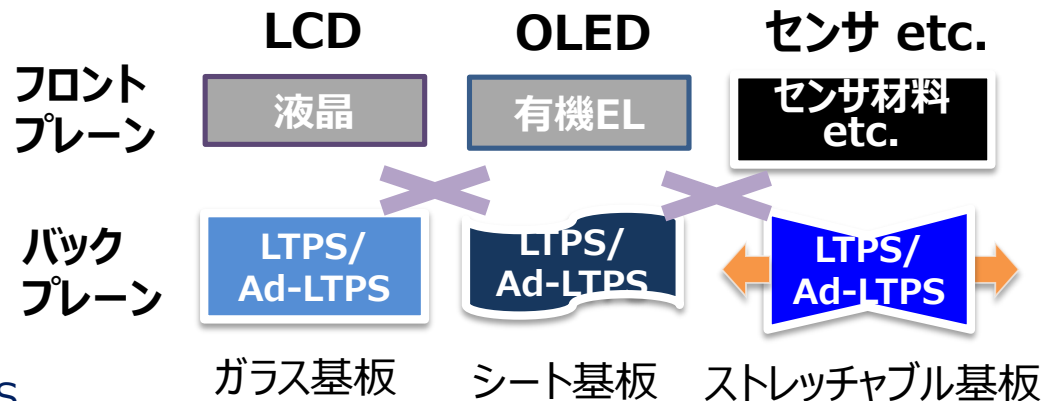 LCD
OLED
センサ etc.
フロント
プレーン
液晶
有機EL
センサ材料
etc.
バック
プレーン
LTPS/
Ad-LTPS
LTPS/
Ad-LTPS
LTPS/
Ad-LTPS
ガラス基板
シート基板
ストレッチャブル基板
S